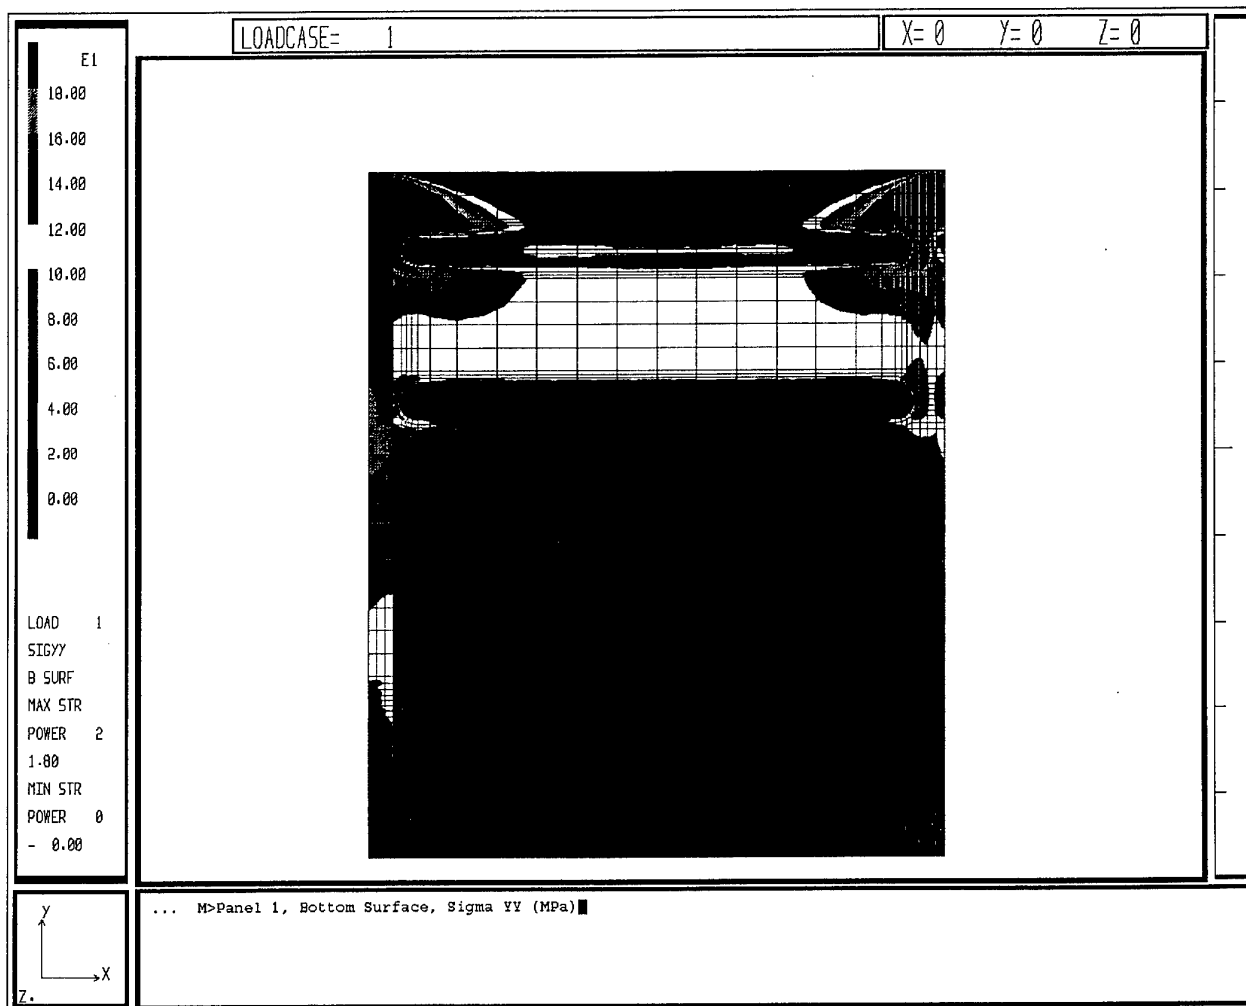 LOADCASE= 1
X= 0 Y= 0 Z= 0
E1
18.00
16.00
14.00
12.00
10.00
8.00
6.00
4.00
2.00
0.00
LOAD 1
SIGYY
B SURF
MAX STR
POWER 2
1.80
MIN STR
POWER 0
- 0.00
y
X
Z.
... M>Panel 1, Bottom Surface, Sigma YY (MPa)